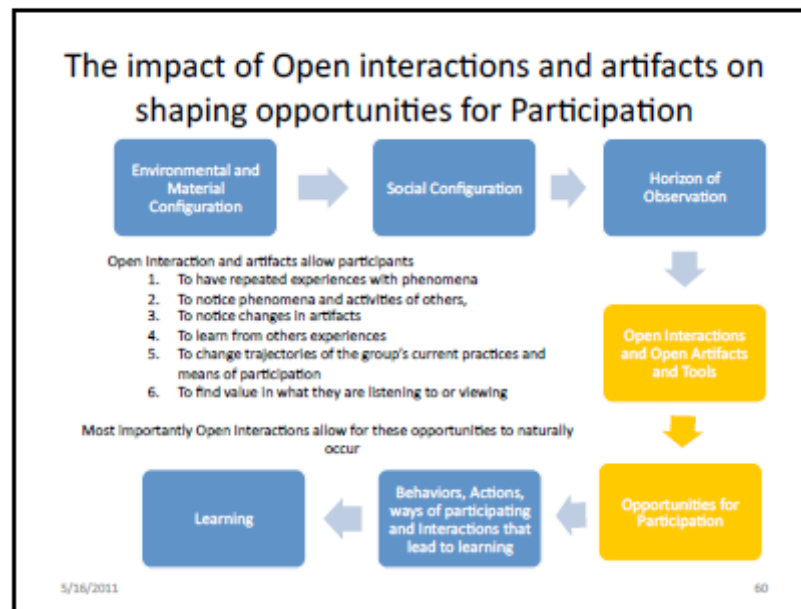 The impact of Open interactions and artifacts on
shaping opportunities for Participation
Environmental and
Material
Configuration
Social Configuration
Horizon of
Observation
Open Interaction and artifacts allow participants
1. To have repeated experiences with phenomena
2. To notice phenomena and activities of others,
3. To notice changes in artifacts
4. To learn from others experiences
5. To change trajectories of the group's current practices and
means of participation
6. To find value in what they are listening to or viewing
Open Interactions
and Open Artifacts
and Tools
Most importantly Open Interactions allow for these opportunities to naturally
occur
Opportunities for
Participation
Behaviors, Actions,
ways of participating
and Interactions that
lead to learning
Learning
5/16/2011
60